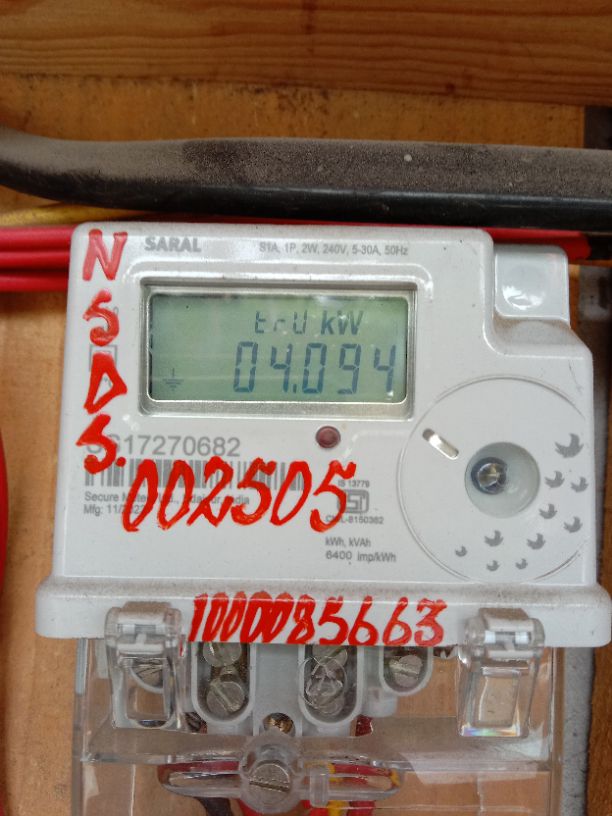 SARAL
S1A, 1P, 2W, 240V, 5-30A, 50Hz
N
S
D
S.
kW
04.094
17270682
002505
IS 13779
6400 imp/kWh
kWh, kVAh
1000085663